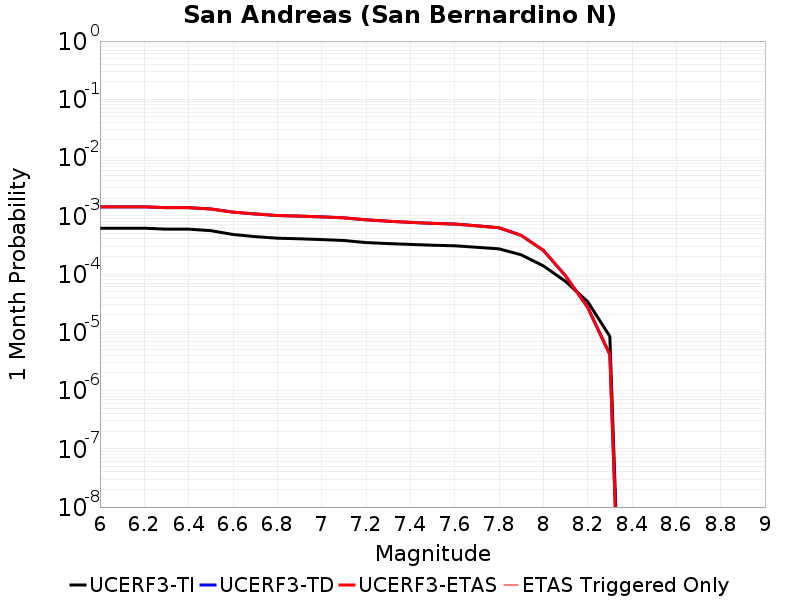 San Andreas (San Bernardino N)
1 Month Probability
10^0
10^-1
10^-2
10^-3
10^-4
10^-5
10^-6
10^-7
10^-8
6 6.2 6.4 6.6 6.8 7 7.2 7.4 7.6 7.8 8 8.2 8.4 8.6 8.8 9
Magnitude
UCERF3-TI UCERF3-TD UCERF3-ETAS ETAS Triggered Only